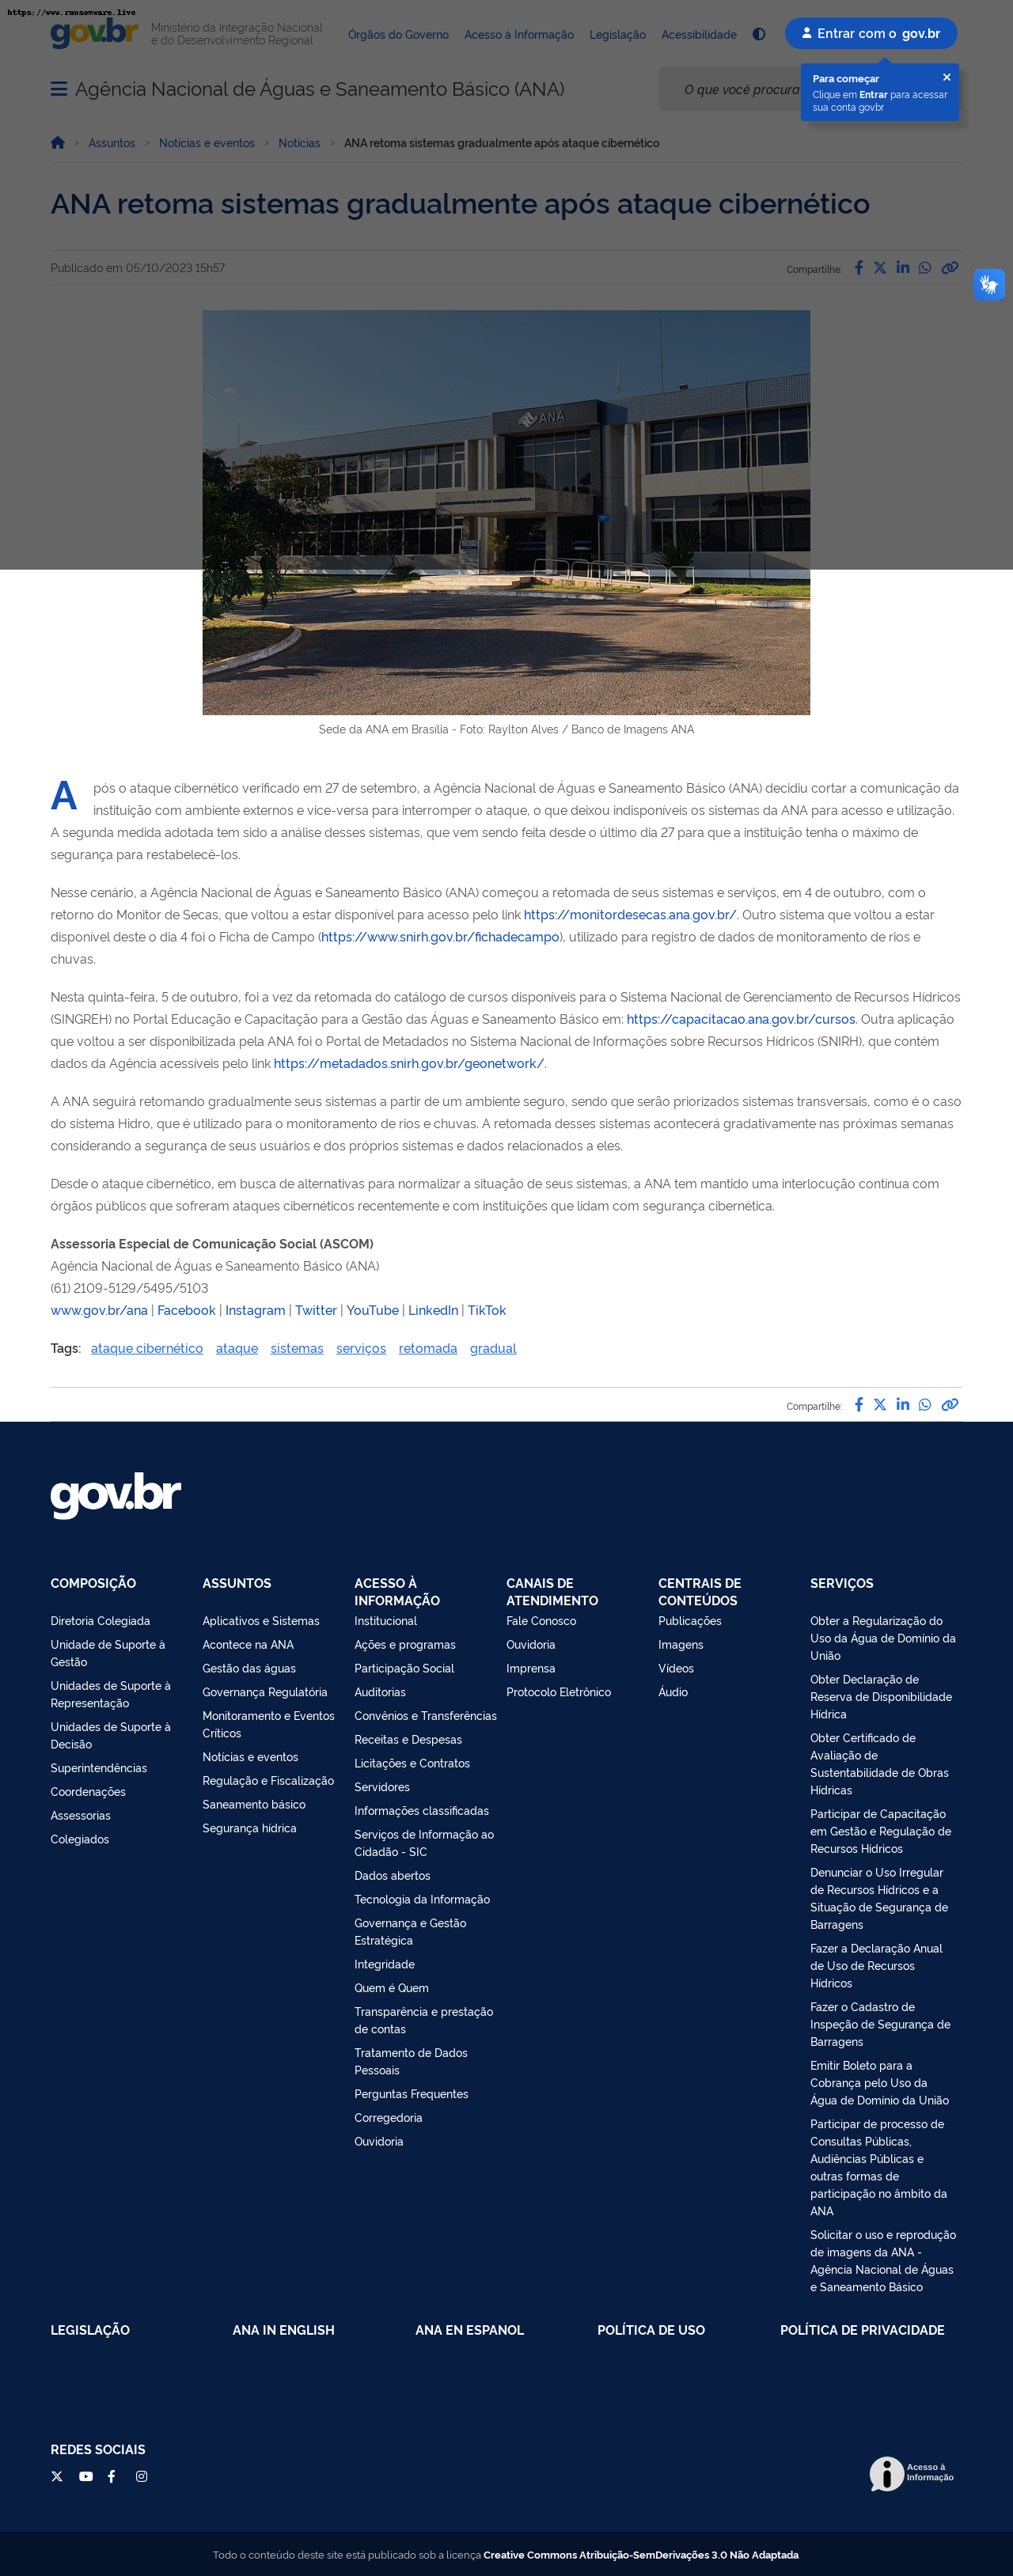 https://www.ransomware.live
gov.br
Ministério da Integração Nacional
e do Desenvolvimento Regional
Órgãos do Governo
Acesso à Informação
Legislação
Acessibilidade
Entrar com o gov.br
Para começar
Clique em Entrar para acessar
sua conta gov.br
Agência Nacional de Águas e Saneamento Básico (ANA)
O que você procura
Assuntos > Notícias e eventos > Notícias > ANA retoma sistemas gradualmente após ataque cibernético
ANA retoma sistemas gradualmente após ataque cibernético
Publicado em 05/10/2023 15h57
Compartilhe:
ANA
Sede da ANA em Brasília - Foto: Raylton Alves / Banco de Imagens ANA
Após o ataque cibernético verificado em 27 de setembro, a Agência Nacional de Águas e Saneamento Básico (ANA) decidiu cortar a comunicação da
instituição com ambiente externos e vice-versa para interromper o ataque, o que deixou indisponíveis os sistemas da ANA para acesso e utilização.
A segunda medida adotada tem sido a análise desses sistemas, que vem sendo feita desde o último dia 27 para que a instituição tenha o máximo de
segurança para restabelecê-los.
Nesse cenário, a Agência Nacional de Águas e Saneamento Básico (ANA) começou a retomada de seus sistemas e serviços, em 4 de outubro, com o
retorno do Monitor de Secas, que voltou a estar disponível para acesso pelo link https://monitordesecas.ana.gov.br/. Outro sistema que voltou a estar
disponível deste o dia 4 foi o Ficha de Campo (https://www.snirh.gov.br/fichadecampo), utilizado para registro de dados de monitoramento de rios e
chuvas.
Nesta quinta-feira, 5 de outubro, foi a vez da retomada do catálogo de cursos disponíveis para o Sistema Nacional de Gerenciamento de Recursos Hídricos
(SINGREH) no Portal Educação e Capacitação para a Gestão das Águas e Saneamento Básico em: https://capacitacao.ana.gov.br/cursos. Outra aplicação
que voltou a ser disponibilizada pela ANA foi o Portal de Metadados no Sistema Nacional de Informações sobre Recursos Hídricos (SNIRH), que contém
dados da Agência acessíveis pelo link https://metadados.snirh.gov.br/geonetwork/.
A ANA seguirá retomando gradualmente seus sistemas a partir de um ambiente seguro, sendo que serão priorizados sistemas transversais, como é o caso
do sistema Hidro, que é utilizado para o monitoramento de rios e chuvas. A retomada desses sistemas acontecerá gradativamente nas próximas semanas
considerando a segurança de seus usuários e dos próprios sistemas e dados relacionados a eles.
Desde o ataque cibernético, em busca de alternativas para normalizar a situação de seus sistemas, a ANA tem mantido uma interlocução contínua com
órgãos públicos que sofreram ataques cibernéticos recentemente e com instituições que lidam com segurança cibernética.
Assessoria Especial de Comunicação Social (ASCOM)
Agência Nacional de Águas e Saneamento Básico (ANA)
(61) 2109-5129/5495/5103
www.gov.br/ana | Facebook | Instagram | Twitter | YouTube | LinkedIn | TikTok
Tags: ataque cibernético ataque sistemas serviços retomada gradual
Compartilhe:
gov.br
COMPOSIÇÃO
Diretoria Colegiada
Unidade de Suporte à
Gestão
Unidades de Suporte à
Representação
Unidades de Suporte à
Decisão
Superintendências
Coordenações
Assessorias
Colegiados
ASSUNTOS
Aplicativos e Sistemas
Acontece na ANA
Gestão das águas
Governança Regulatória
Monitoramento e Eventos
Críticos
Notícias e eventos
Regulação e Fiscalização
Saneamento básico
Segurança hídrica
ACESSO À
INFORMAÇÃO
Institucional
Ações e programas
Participação Social
Auditorias
Convênios e Transferências
Receitas e Despesas
Licitações e Contratos
Servidores
Informações classificadas
Serviços de Informação ao
Cidadão - SIC
Dados abertos
Tecnologia da Informação
Governança e Gestão
Estratégica
Integridade
Quem é Quem
Transparência e prestação
de contas
Tratamento de Dados
Pessoais
Perguntas Frequentes
Corregedoria
Ouvidoria
CANAIS DE
ATENDIMENTO
Fale Conosco
Ouvidoria
Imprensa
Protocolo Eletrônico
CENTRAIS DE
CONTEÚDOS
Publicações
Imagens
Vídeos
Áudio
SERVIÇOS
Obter a Regularização do
Uso da Água de Domínio da
União
Obter Declaração de
Reserva de Disponibilidade
Hídrica
Obter Certificado de
Avaliação de
Sustentabilidade de Obras
Hídricas
Participar de Capacitação
em Gestão e Regulação de
Recursos Hídricos
Denunciar o Uso Irregular
de Recursos Hídricos e a
Situação de Segurança de
Barragens
Fazer a Declaração Anual
de Uso de Recursos
Hídricos
Fazer o Cadastro de
Inspeção de Segurança de
Barragens
Emitir Boleto para a
Cobrança pelo Uso da
Água de Domínio da União
Participar de processo de
Consultas Públicas,
Audiências Públicas e
outras formas de
participação no âmbito da
ANA
Solicitar o uso e reprodução
de imagens da ANA -
Agência Nacional de Águas
e Saneamento Básico
LEGISLAÇÃO
ANA IN ENGLISH
ANA EN ESPANOL
POLÍTICA DE USO
POLÍTICA DE PRIVACIDADE
REDES SOCIAIS
Acesso à
Informação
Todo o conteúdo deste site está publicado sob a licença Creative Commons Atribuição-SemDerivações 3.0 Não Adaptada.